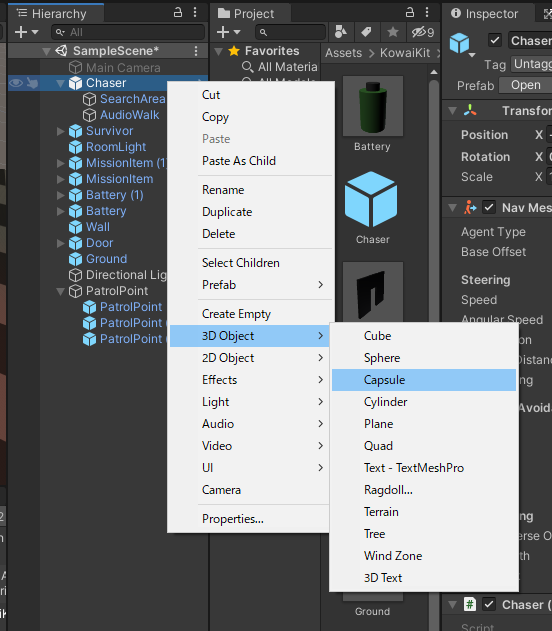 Hierarchy
All
SampleScene*
Main Camera
Chaser
SearchArea
AudioWalk
Survivor
RoomLight
MissionItem (1
MissionItem
Battery (1)
Battery
Wall
Door
Ground
Directional Lig
PatrolPoint
PatrolPoint
PatrolPoint (
PatrolPoint (
Cut
Copy
Paste
Paste As Child
Rename
Duplicate
Delete
Select Children
Prefab
Create Empty
3D Object
2D Object
Effects
Light
Audio
Video
UI
Camera
Properties...
Cube
Sphere
Capsule
Cylinder
Plane
Quad
Text - TextMeshPro
Ragdoll...
Terrain
Tree
Wind Zone
3D Text
Project
9
Favorites
All Materia
Assets > KowaiKit
Battery
Chaser
Ground
Inspector
Chaser
Tag Untagg
Prefab Open
Transfor
Position X
Rotation X
Scale X
Nav Mes
Agent Type
Base Offset
Steering
Speed
Angular Speed
Chaser (
Script